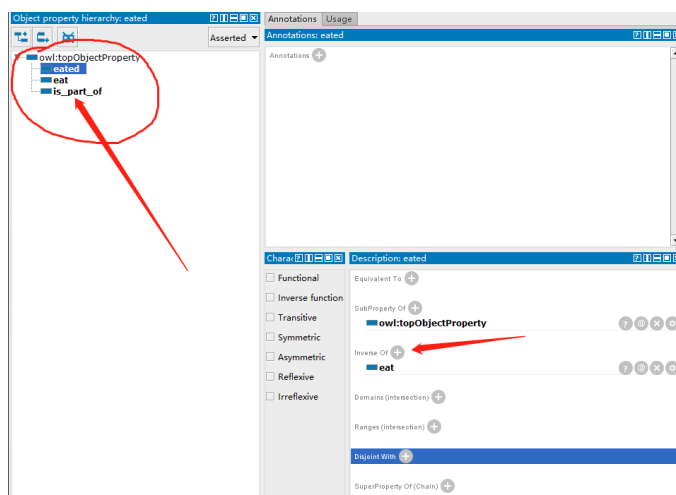 Object property hierarchy: eated
Asserted
owl:topObjectProperty
eated
eat
is_part_of
Annotations Usage
Annotations: eated
Annotations
Charac
Functional
Inverse function
Transitive
Symmetric
Asymmetric
Reflexive
Irreflexive
Description: eated
Equivalent To
SubProperty Of
owl:topObjectProperty
Inverse Of
eat
Domains (intersection)
Ranges (intersection)
Disjoint With
SuperProperty Of (Chain)